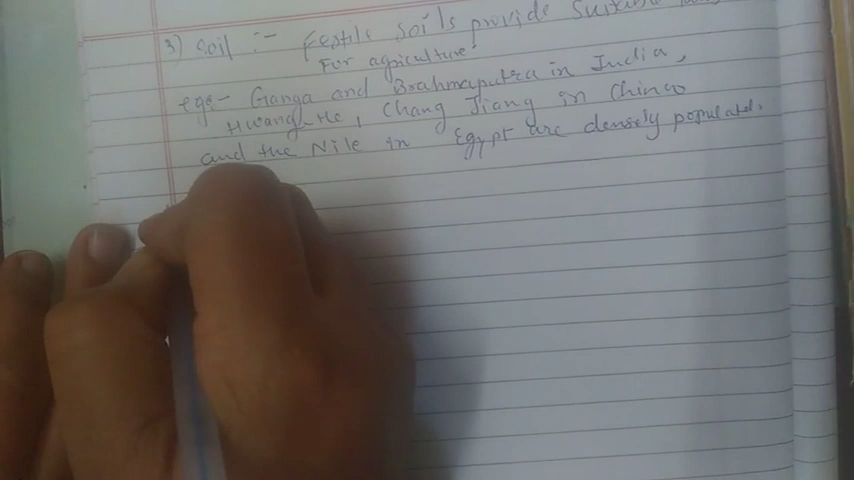 3) Soil :- Fertile soils provide suitable
For agriculture
eg:- Ganga and Brahmaputra in India,
Hwang-He, Chang Jiang in China
and the Nile in Egypt are densely populated.